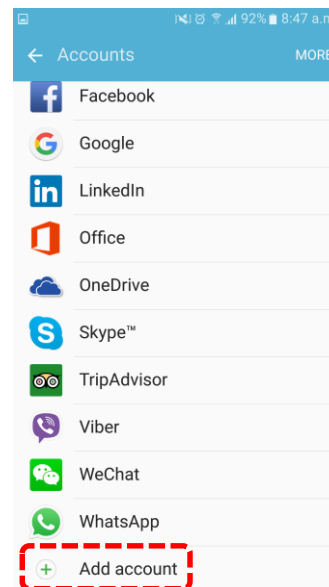 92% 8:47 a.m
Accounts MORE
Facebook
Google
LinkedIn
Office
OneDrive
Skype™
TripAdvisor
Viber
WeChat
WhatsApp
Add account